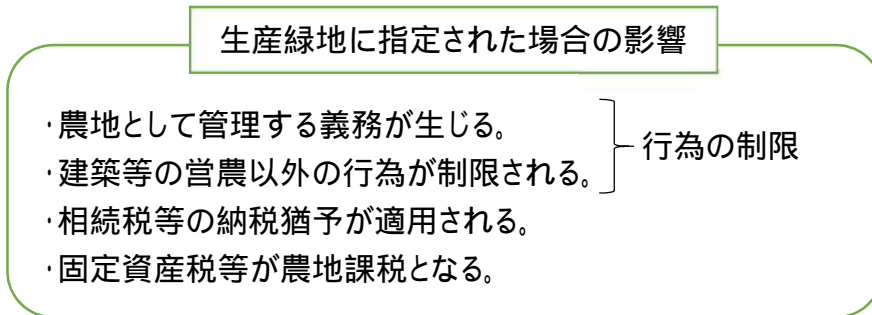 生産緑地に指定された場合の影響
・農地として管理する義務が生じる。
・建築等の営農以外の行為が制限される。
行為の制限
・相続税等の納税猶予が適用される。
・固定資産税等が農地課税となる。